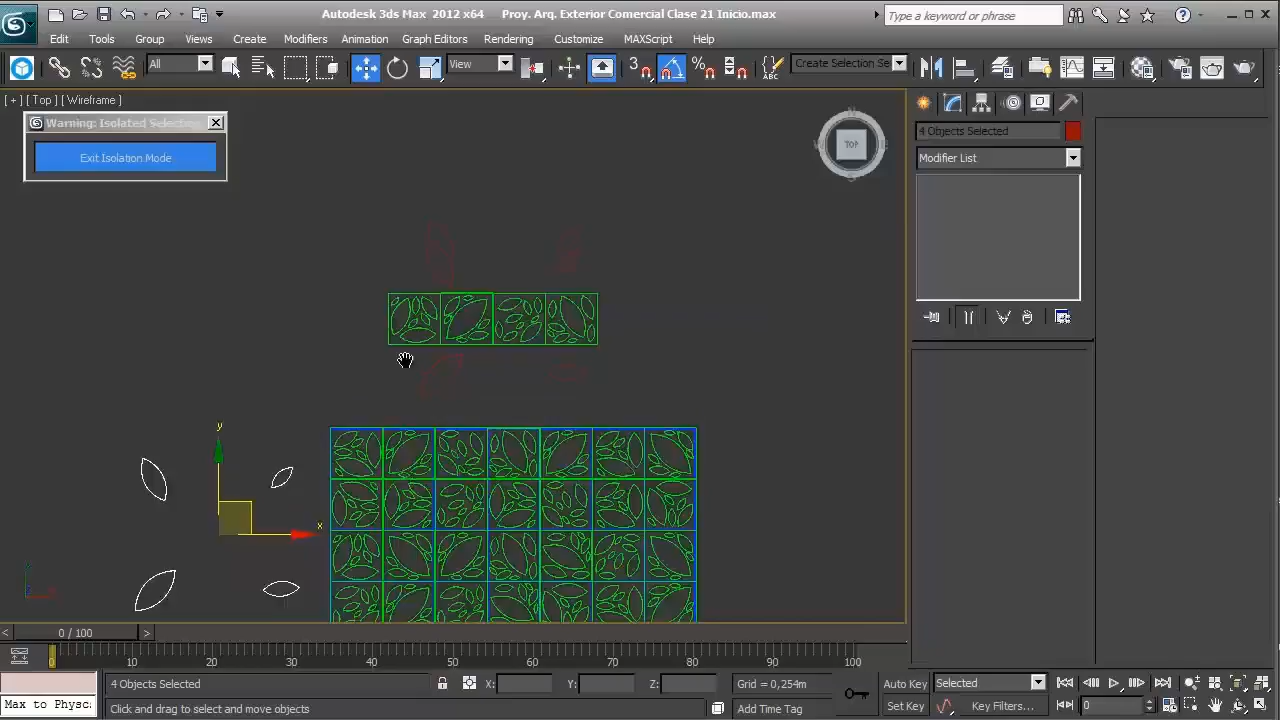 Autodesk 3ds Max 2012 x64 Proy. Arq. Exterior Comercial Clase 21 Inicio.max
Type a keyword or phrase
Edit Tools Group Views Create Modifiers Animation Graph Editors Rendering Customize MAXScript Help
All View 3 Create Selection Se
[ + ] [ Top ] [ Wireframe ]
Warning: Isolated Selection
Exit Isolation Mode
TOP
4 Objects Selected
Modifier List
y
x
0 / 100
0 10 20 30 40 50 60 70 80 90 100
4 Objects Selected X: Y: Z: Grid = 0,254m Auto Key Selected
Max to Physc Click and drag to select and move objects Add Time Tag Set Key Key Filters... 0